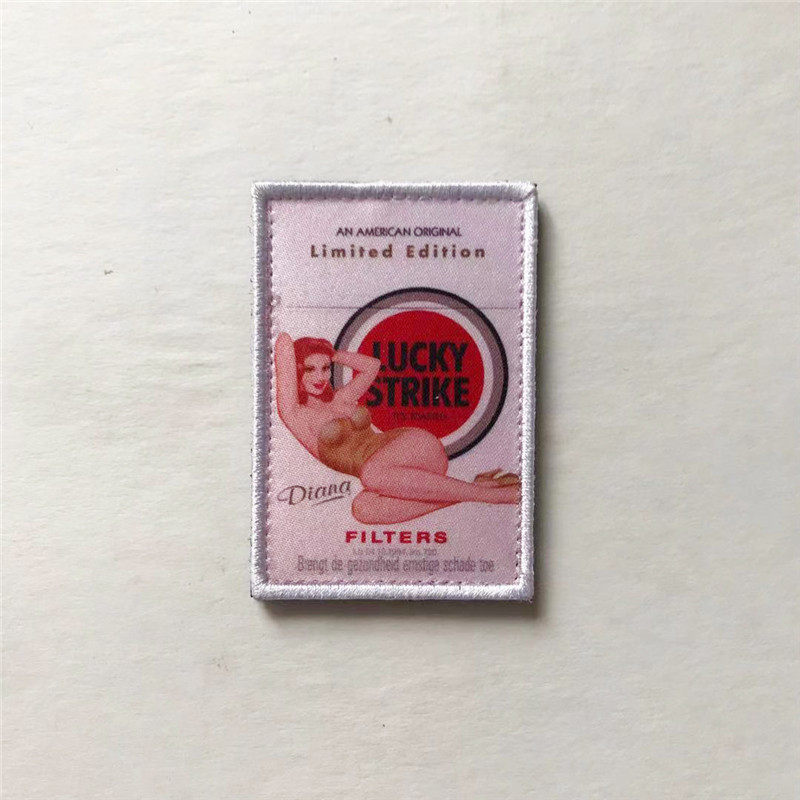 AN AMERICAN ORIGINAL
Limited Edition
LUCKY
STRIKE
Diana
FILTERS
Brengt de gezondheid ernstige schade toe